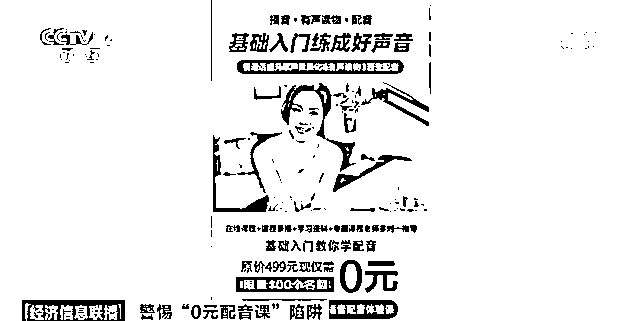 CCTV
播音·有声读物·配音
基础入门练成好声音
基础入门教你学配音
原价499元现仅需
0元
限量100个名额
[经济信息联播]
警惕“0元配音课”陷阱